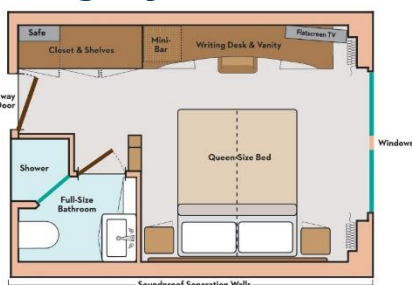 Safe
Closet & Shelves
Mini-
Bar
Writing Desk & Vanity
Flatscreen TV
way
Door
Windows
Shower
Queen-Size Bed
Full-Size
Bathroom
Soundproof Separation Walls